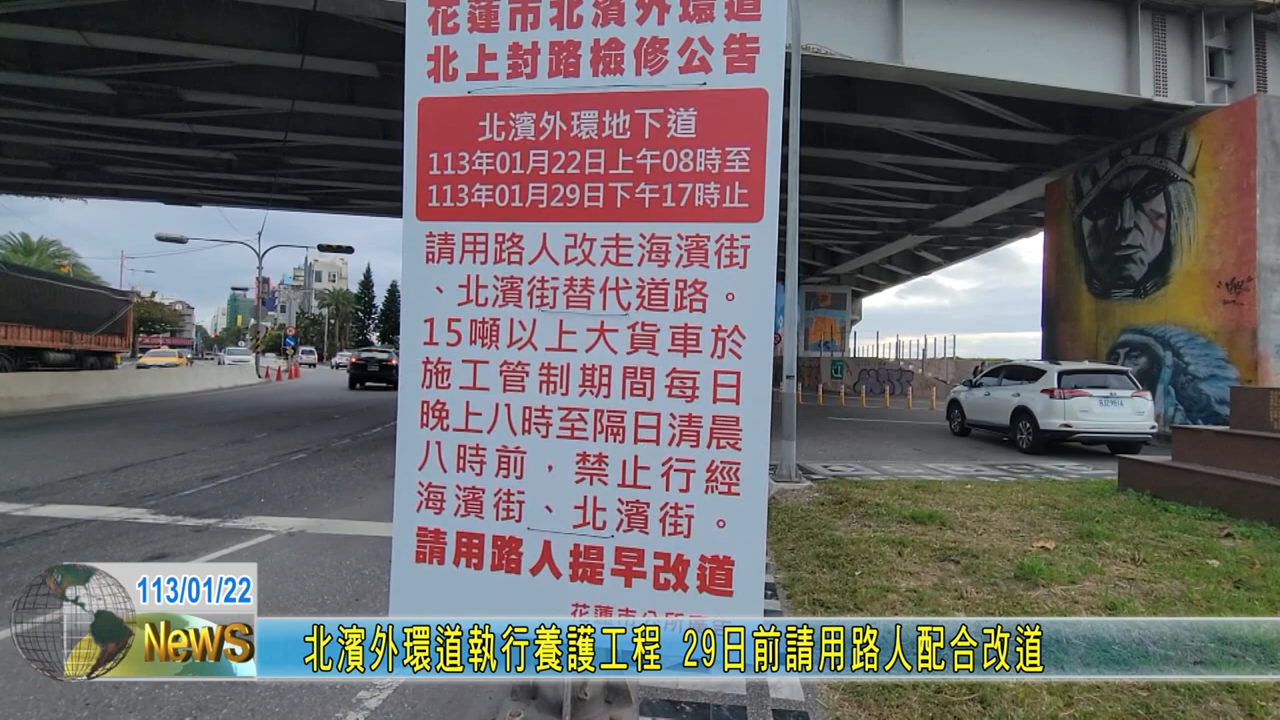 花蓮市北濱外環道
北上封路檢修公告
北濱外環地下道
113年01月22日上午08時至
113年01月29日下午17時止
請用路人改走海濱街
、北濱街替代道路。
15噸以上大貨車於
施工管制期間每日
晚上八時至隔日清晨
八時前,禁止行經
海濱街、北濱街。
請用路人提早改道
花蓮市公所
113/01/22
NewS
北濱外環道執行養護工程 29日前請用路人配合改道